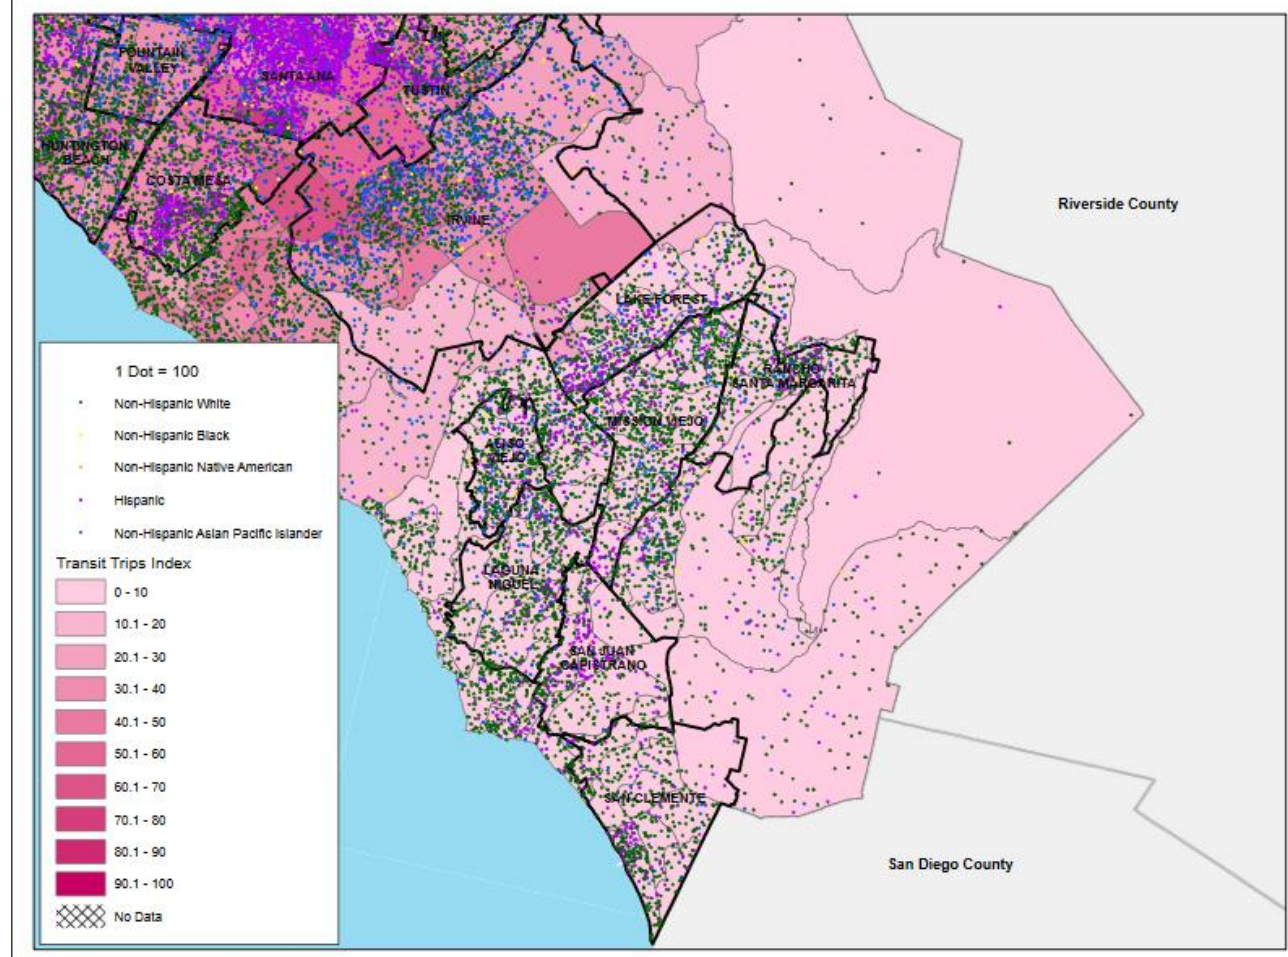 FOUNTAIN
VALLEY
SANTA ANA
TUSTIN
HUNTINGTON
BEACH
COSTA MESA
IRVINE
Riverside County
LAKE FOREST
RANCHO
SANTA MARGARITA
MISSION VIEJO
ALISO
VIEJO
LAGUNA
NIGUEL
SAN JUAN
CAPISTRANO
SAN CLEMENTE
San Diego County
1 Dot = 100
Non-Hispanic White
Non-Hispanic Black
Non-Hispanic Native American
Hispanic
Non-Hispanic Asian Pacific Islander
Transit Trips Index
0 - 10
10.1 - 20
20.1 - 30
30.1 - 40
40.1 - 50
50.1 - 60
60.1 - 70
70.1 - 80
80.1 - 90
90.1 - 100
No Data